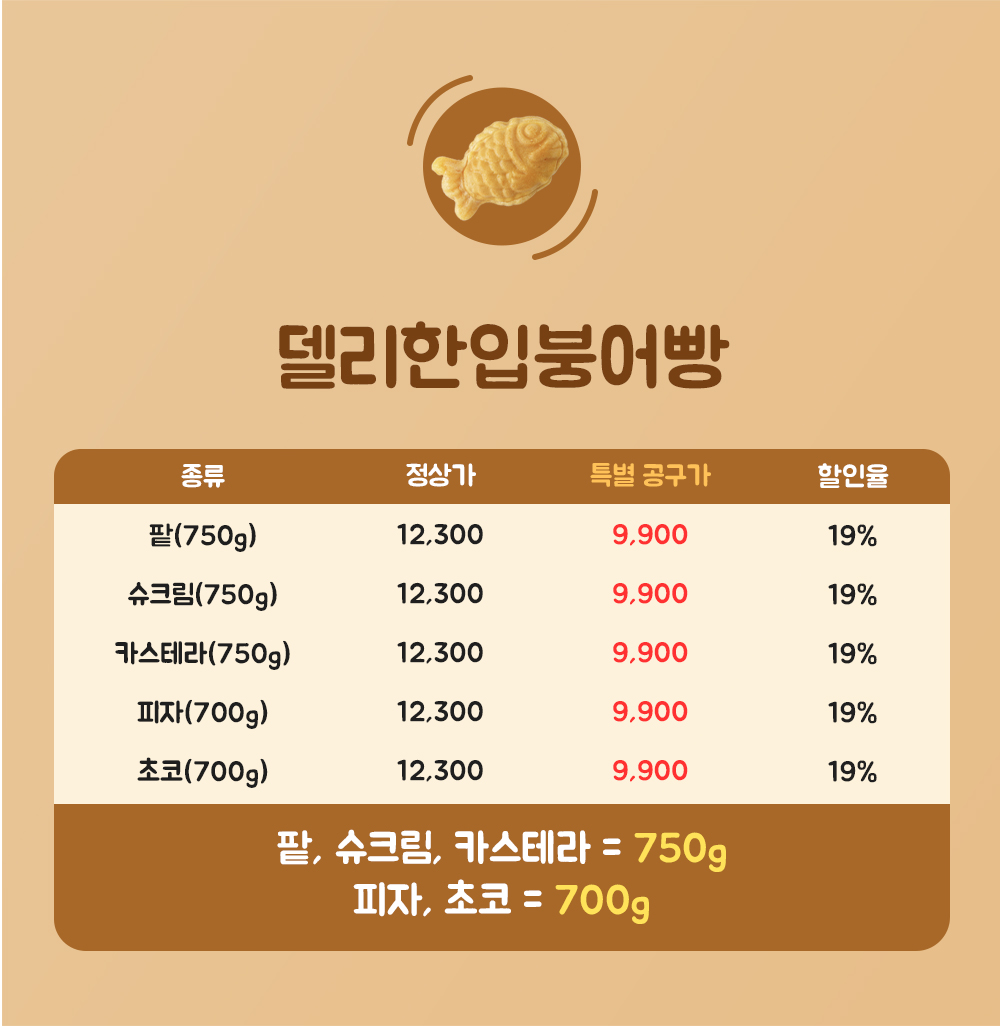 델리한입붕어빵
종류 정상가 특별 공구가 할인율
팥(750g) 12,300 9,900 19%
슈크림(750g) 12,300 9,900 19%
카스테라(750g) 12,300 9,900 19%
피자(700g) 12,300 9,900 19%
초코(700g) 12,300 9,900 19%
팥, 슈크림, 카스테라 = 750g
피자, 초코 = 700g